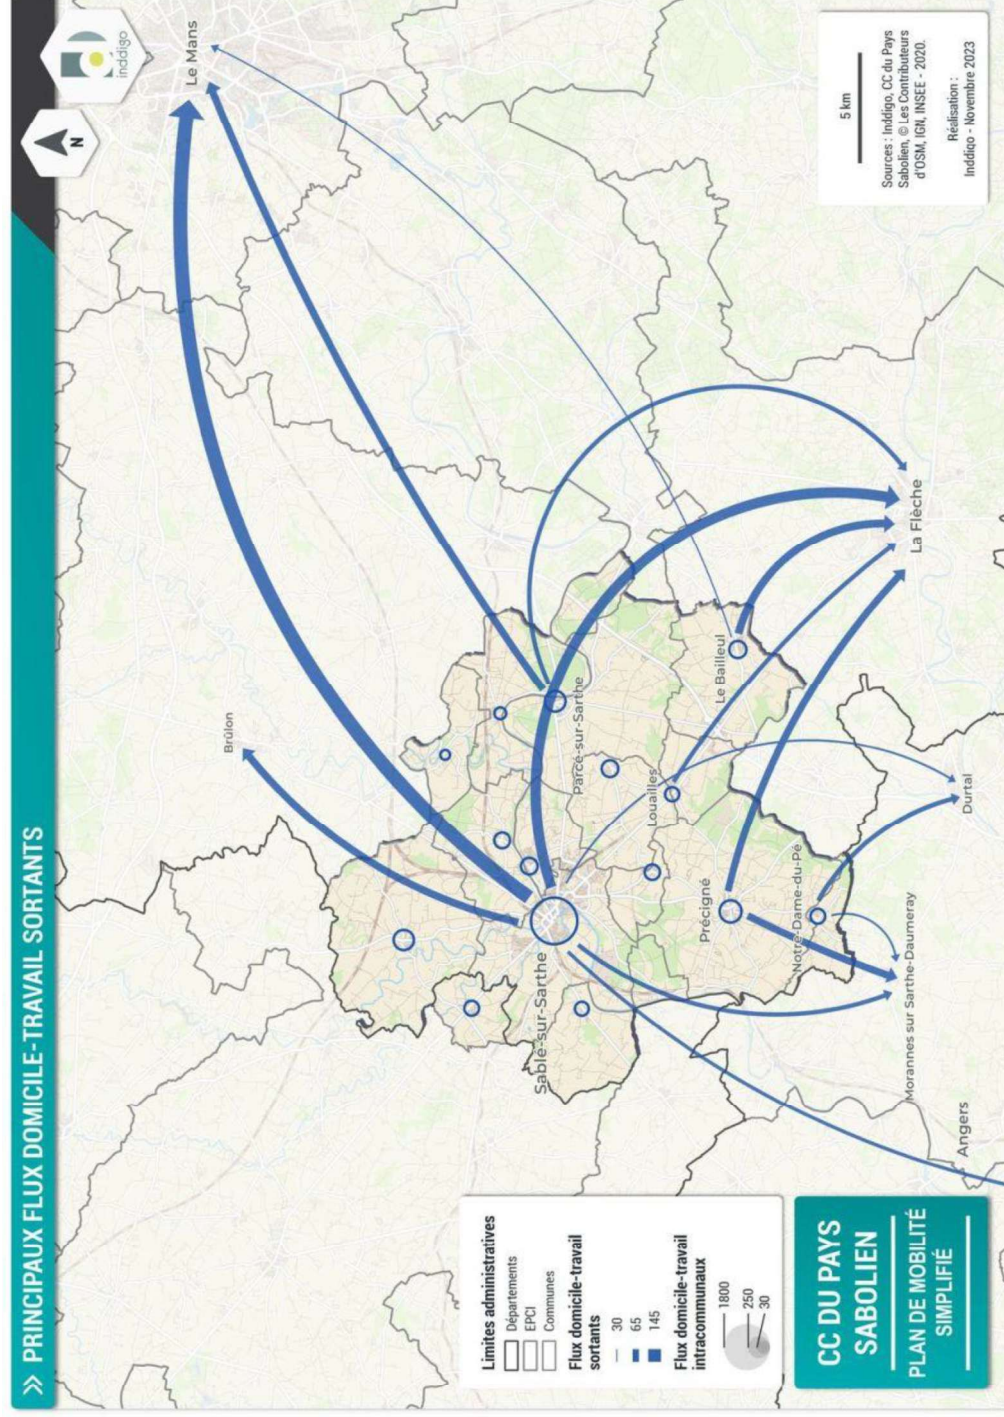 >> PRINCIPAUX FLUX DOMICILE-TRAVAIL SORTANTS
inddigo
N
Le Mans
Brûlon
Sablé-sur-Sarthe
Parcé-sur-Sarthe
Louailles
Le Bailleul
La Flèche
Précigné
Notre-Dame-du-Pé
Durtal
Morannes sur Sarthe-Daumeray
Angers
Limites administratives
Départements
EPCI
Communes
Flux domicile-travail
sortants
30
65
145
Flux domicile-travail
intracommunaux
1800
250
30
CC DU PAYS
SABOLIEN
PLAN DE MOBILITÉ
SIMPLIFIÉ
5 km
Sources : Inddigo, CC du Pays
Sabolien, © Les Contributeurs
d'OSM, IGN, INSEE - 2020.
Réalisation :
Inddigo - Novembre 2023